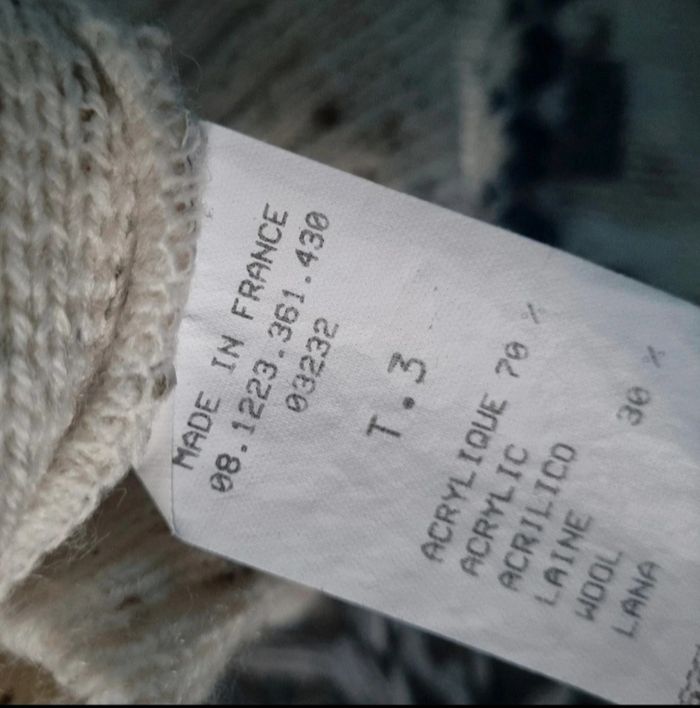 MADE IN FRANCE
08.1223.361.430
03232
T.3
ACRYLIQUE 70 %
ACRYLIC
ACRILICO
LAINE 30 %
WOOL
LANA